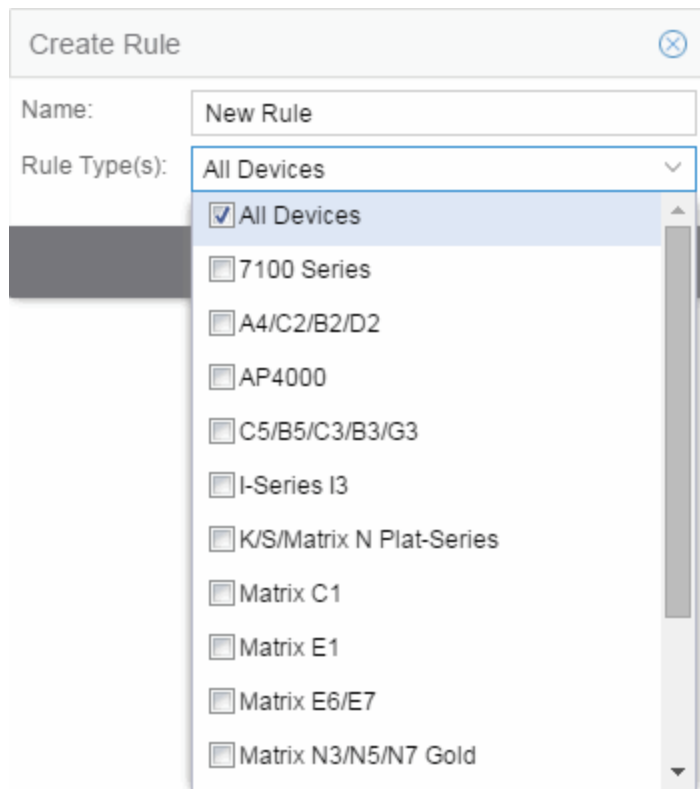 Create Rule
Name: New Rule
Rule Type(s): All Devices
All Devices
7100 Series
A4/C2/B2/D2
AP4000
C5/B5/C3/B3/G3
I-Series I3
K/S/Matrix N Plat-Series
Matrix C1
Matrix E1
Matrix E6/E7
Matrix N3/N5/N7 Gold